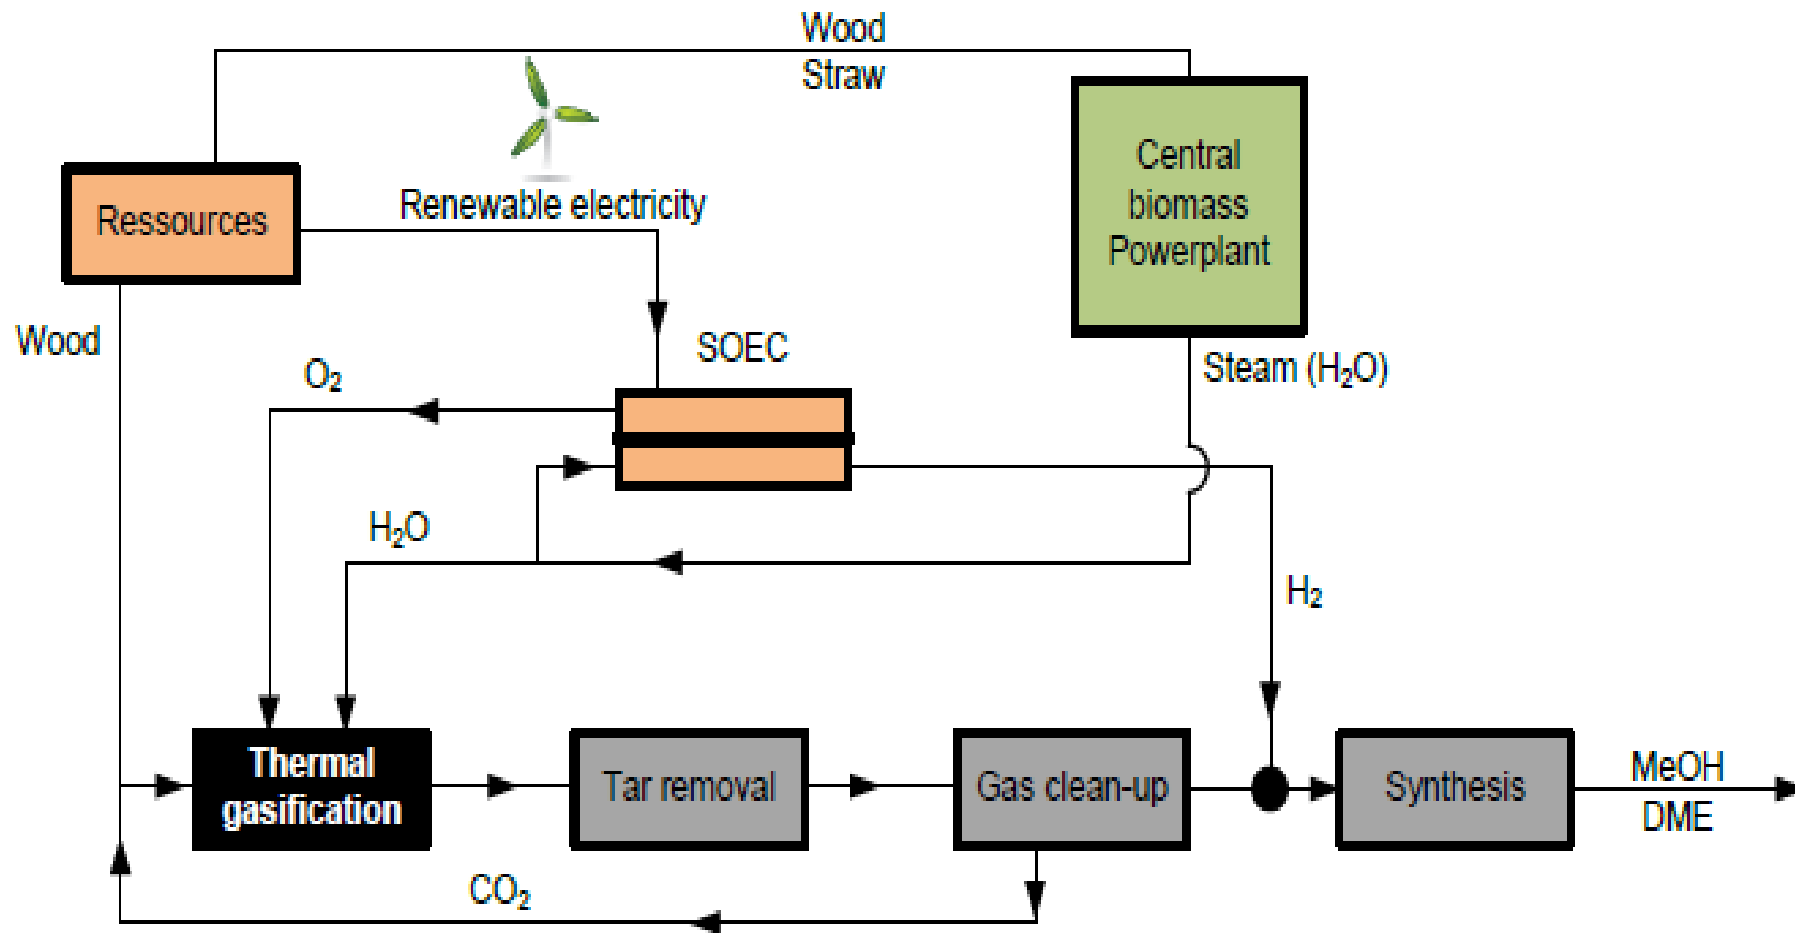 Wood
Straw
Central
biomass
Powerplant
Ressources
Renewable electricity
Wood
SOEC
Steam (H₂O)
O₂
H₂O
H₂
Thermal
gasification
Tar removal
Gas clean-up
Synthesis
MeOH
DME
CO₂